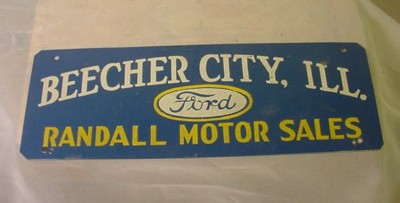 BEECHER CITY, ILL.
Ford
RANDALL MOTOR SALES